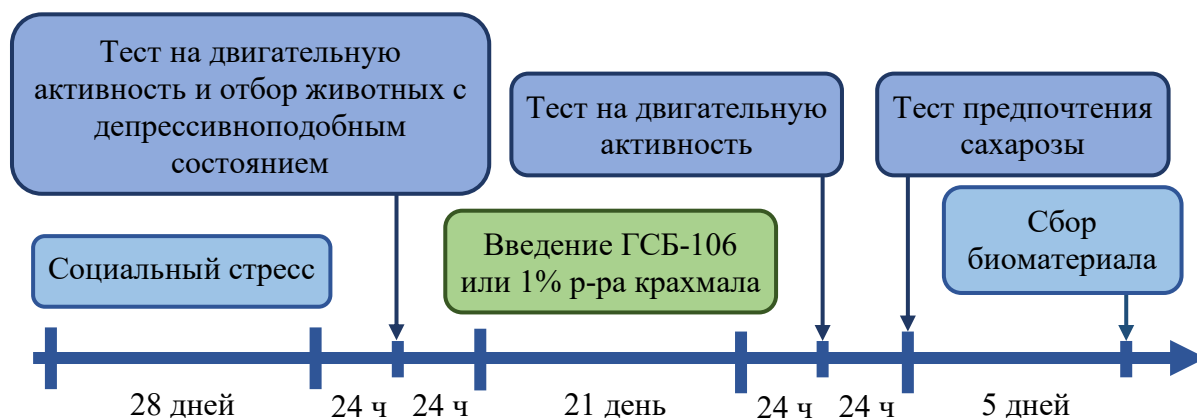 Тест на двигательную
активность и отбор животных с
депрессивноподобным
состоянием
Тест на двигательную
активность
Тест предпочтения
сахарозы
Социальный стресс
Введение ГСБ-106
или 1% р-ра крахмала
Сбор
биоматериала
28 дней
24 ч
24 ч
21 день
24 ч
24 ч
5 дней